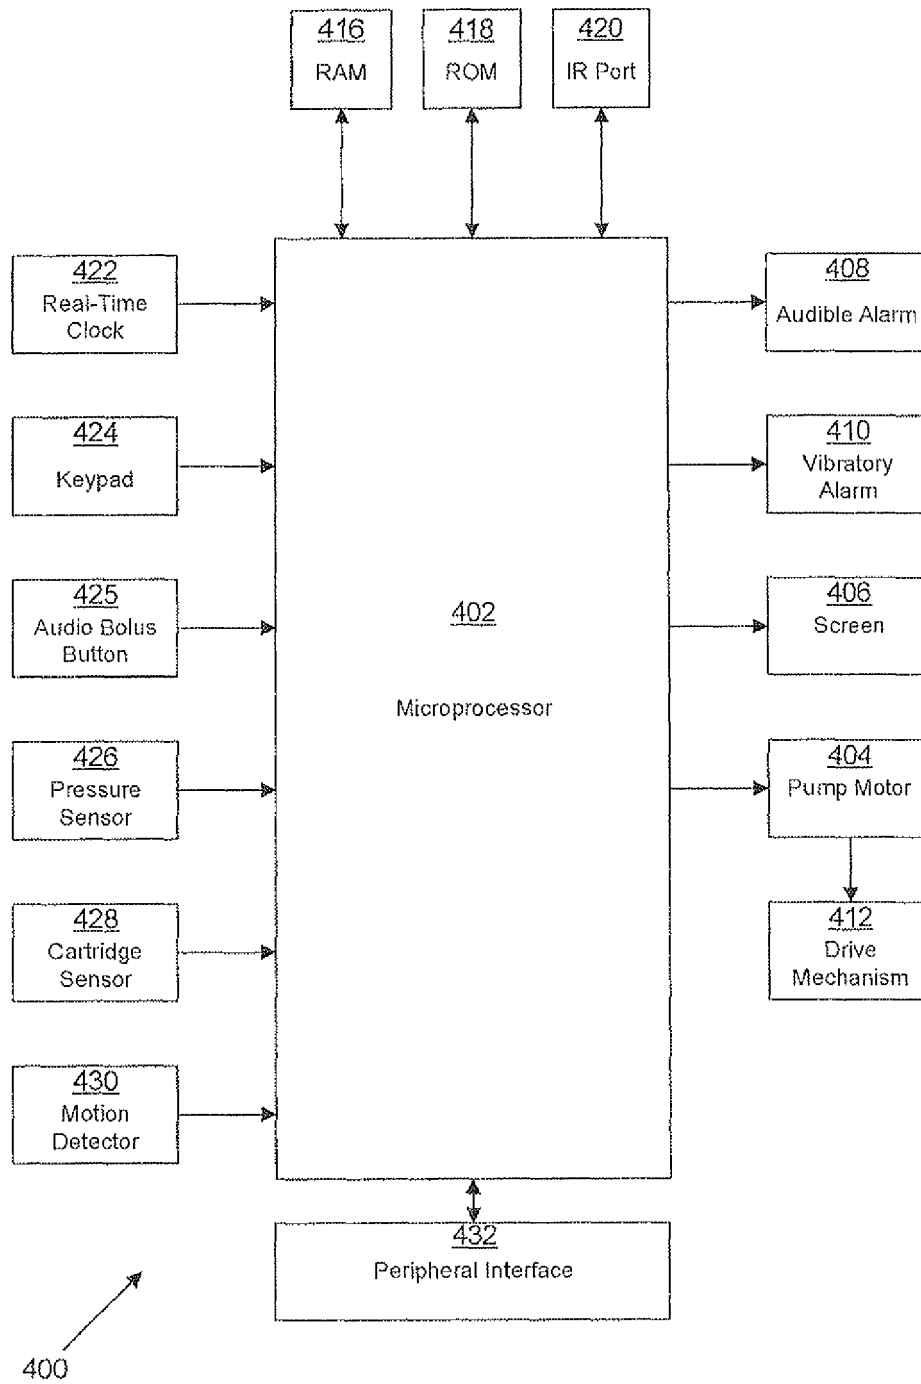 416
RAM
418
ROM
420
IR Port
422
Real-Time
Clock
424
Keypad
425
Audio Bolus
Button
426
Pressure
Sensor
428
Cartridge
Sensor
430
Motion
Detector
402
Microprocessor
408
Audible Alarm
410
Vibratory
Alarm
406
Screen
404
Pump Motor
412
Drive
Mechanism
432
Peripheral Interface
400